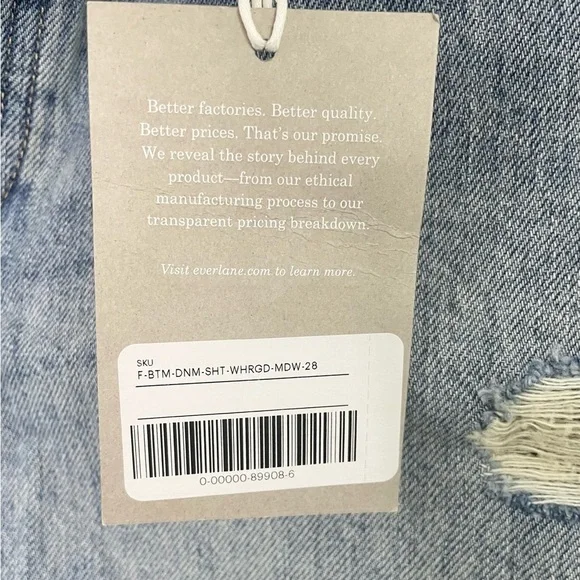 Better factories. Better quality.
Better prices. That's our promise.
We reveal the story behind every
product—from our ethical
manufacturing process to our
transparent pricing breakdown.
Visit everlane.com to learn more.
SKU
F-BTM-DNM-SHT-WHRGD-MDW-28
0-00000-89908-6